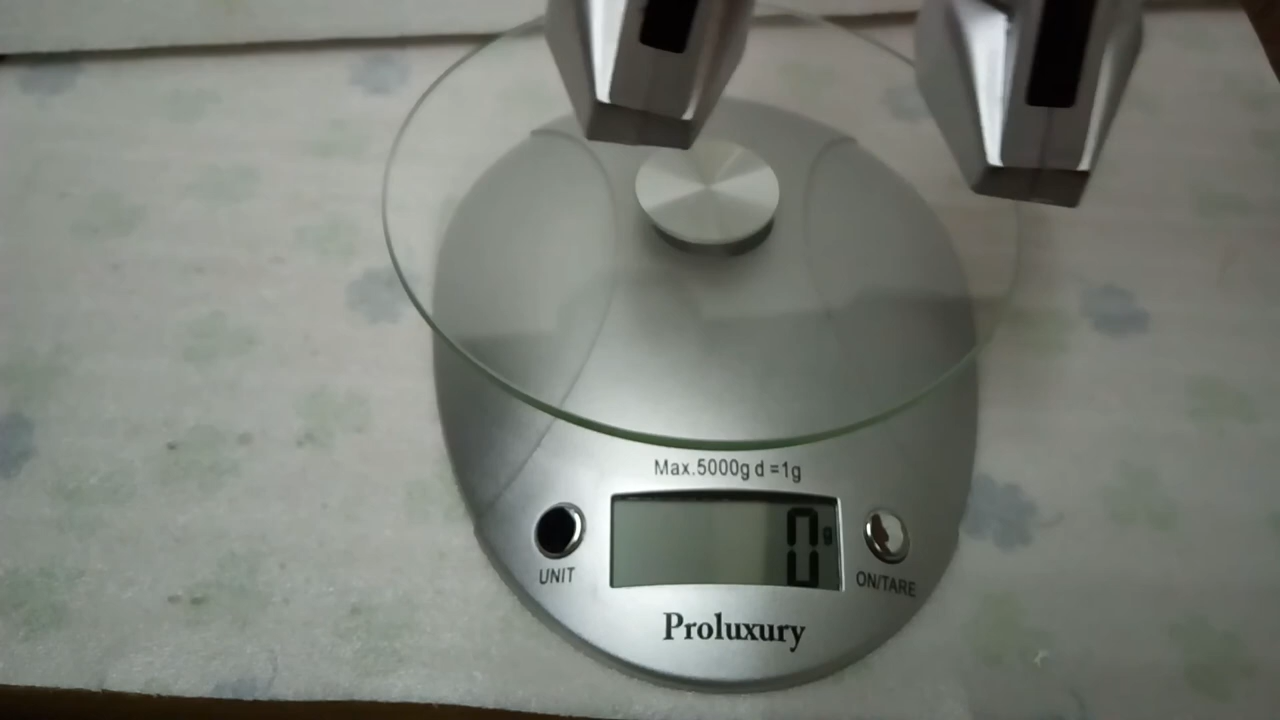 Max.5000g d=1g
0g
UNIT
ON/TARE
Proluxury